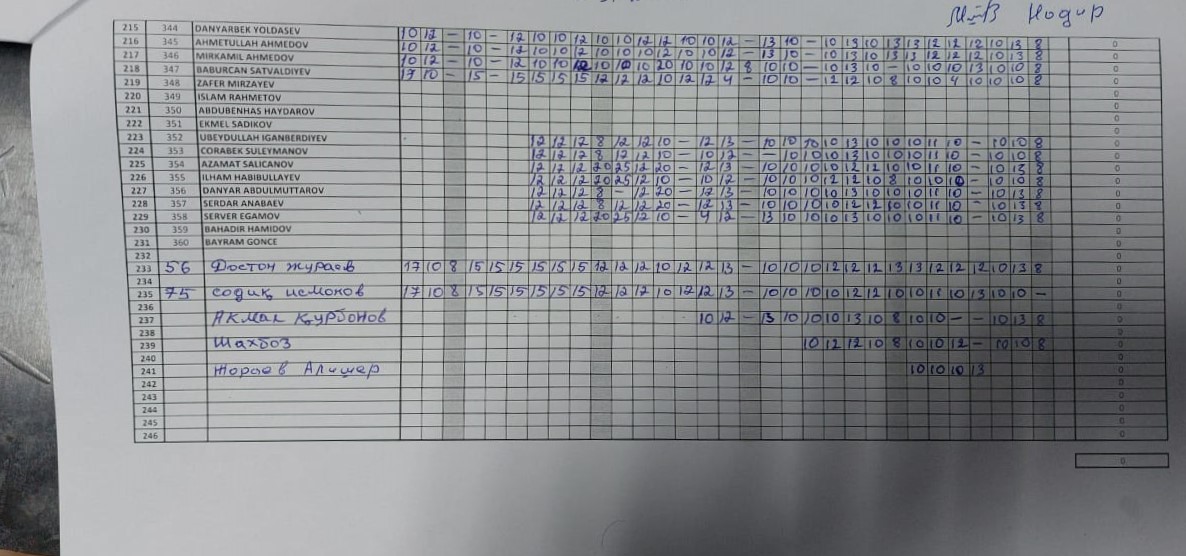 Нодир
215 344 DANYARBEK YOLDASEV 10 12 – 10 – 12 10 10 12 10 10 12 12 10 10 12 – 13 10 – 10 13 10 13 13 12 12 12 10 13 8 0
216 345 AHMETULLAH AHMEDOV 10 12 – 10 – 12 10 10 12 10 10 10 12 10 10 12 – 13 10 – 10 13 10 13 13 12 12 12 10 13 8 0
217 346 MIRKAMIL AHMEDOV 10 12 – 10 – 12 10 10 12 10 10 10 20 10 10 12 8 10 10 – 10 13 10 – 10 10 10 13 10 10 8 0
218 347 BABURCAN SATVALDIYEV 17 10 – 15 – 15 15 15 15 12 12 12 10 12 12 4 – 10 10 – 12 12 10 8 10 10 4 10 10 10 8 0
219 348 ZAFER MIRZAYEV 0
220 349 ISLAM RAHMETOV 0
221 350 ABDUBENHAS HAYDAROV 0
222 351 EKMEL SADIKOV 0
223 352 UBEYDULLAH IGANBERDIYEV 12 12 12 8 12 12 10 – 12 13 – 10 10 10 10 13 10 10 10 11 10 – 10 10 8 0
224 353 CORABEK SULEYMANOV 12 12 12 8 12 12 10 – 10 12 – – 10 10 10 13 10 10 10 11 10 – 10 10 8 0
225 354 AZAMAT SALICANOV 12 12 12 20 25 12 20 – 12 13 – 10 10 10 10 12 12 10 10 11 10 – 10 13 8 0
226 355 ILHAM HABIBULLAYEV 12 12 12 20 25 12 10 – 10 12 – 10 10 10 12 12 10 8 10 10 10 – 10 10 8 0
227 356 DANYAR ABDULMUTTAROV 12 12 12 8 – 12 20 – 12 13 – 10 10 10 10 13 10 10 10 11 10 – 10 13 8 0
228 357 SERDAR ANABAEV 12 12 12 8 12 12 20 – 12 13 – 10 10 10 10 12 12 10 10 11 10 – 10 13 8 0
229 358 SERVER EGAMOV 12 12 12 20 25 12 10 – 4 12 – 13 10 10 10 13 10 10 10 11 10 – 10 13 8 0
230 359 BAHADIR HAMIDOV 0
231 360 BAYRAM GONCE 0
232 0
233 56 Достон жураев 17 10 8 15 15 15 15 15 15 12 12 12 10 12 12 13 – 10 10 10 12 12 12 13 13 12 12 12 10 13 8 0
234 0
235 75 содиқ исмонов 17 10 8 15 15 15 15 15 15 12 12 12 10 12 12 13 – 10 10 10 10 12 12 10 10 11 10 13 10 10 – 0
236 0
237 Акмал Қурбонов 10 12 – 13 10 10 10 13 10 8 10 10 – – 10 13 8 0
238 0
239 Шахбоз 10 12 12 10 8 10 10 12 – 10 10 8 0
240 0
241 Жораев Алишер 10 10 10 13 0
242 0
243 0
244 0
245 0
246 0
0